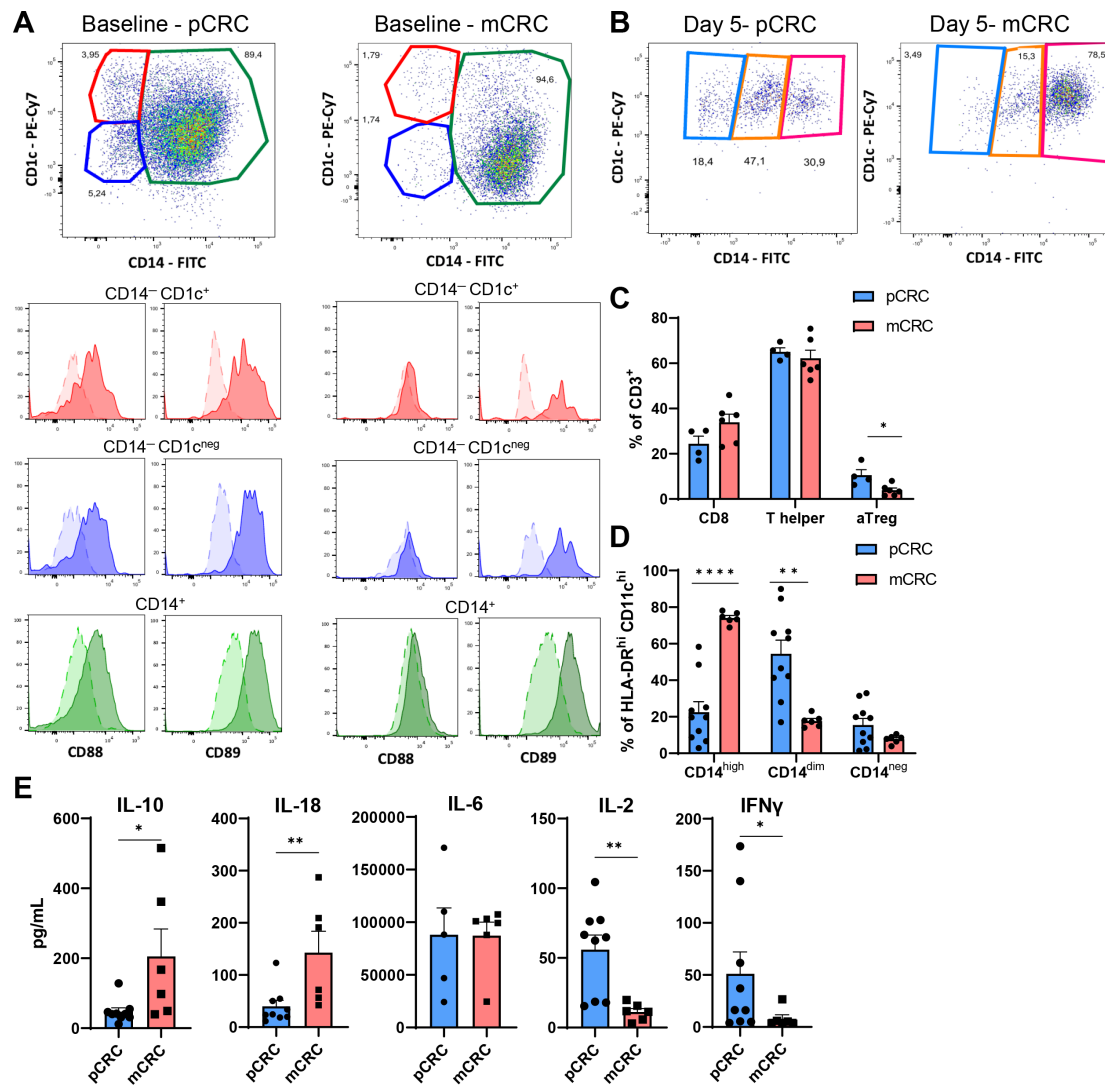 A
Baseline - pCRC
Baseline - mCRC
3,95
89,4
5,24
CD1c - PE-Cy7
CD14 - FITC
1,79
94,6
1,74
CD1c - PE-Cy7
CD14 - FITC
B
Day 5- pCRC
Day 5- mCRC
18,4
47,1
30,9
CD1c - PE-Cy7
CD14 - FITC
3,49
15,3
78,5
CD1c - PE-Cy7
CD14 - FITC
CD14⁻ CD1c⁺
CD14⁻ CD1c⁺
CD14⁻ CD1cⁿᵉᵍ
CD14⁻ CD1cⁿᵉᵍ
CD14⁺
CD14⁺
CD88
CD89
CD88
CD89
C
pCRC
mCRC
% of CD3⁺
80
60
40
20
0
*
CD8
T helper
aTreg
D
pCRC
mCRC
% of HLA-DRʰⁱ CD11cʰⁱ
100
80
60
40
20
0
****
**
CD14ʰⁱᵍʰ
CD14ᵈⁱᵐ
CD14ⁿᵉᵍ
E
pg/mL
IL-10
600
400
200
0
*
pCRC
mCRC
IL-18
400
300
200
100
0
**
pCRC
mCRC
IL-6
200000
150000
100000
50000
0
pCRC
mCRC
IL-2
150
100
50
0
**
pCRC
mCRC
IFNγ
200
150
100
50
0
*
pCRC
mCRC